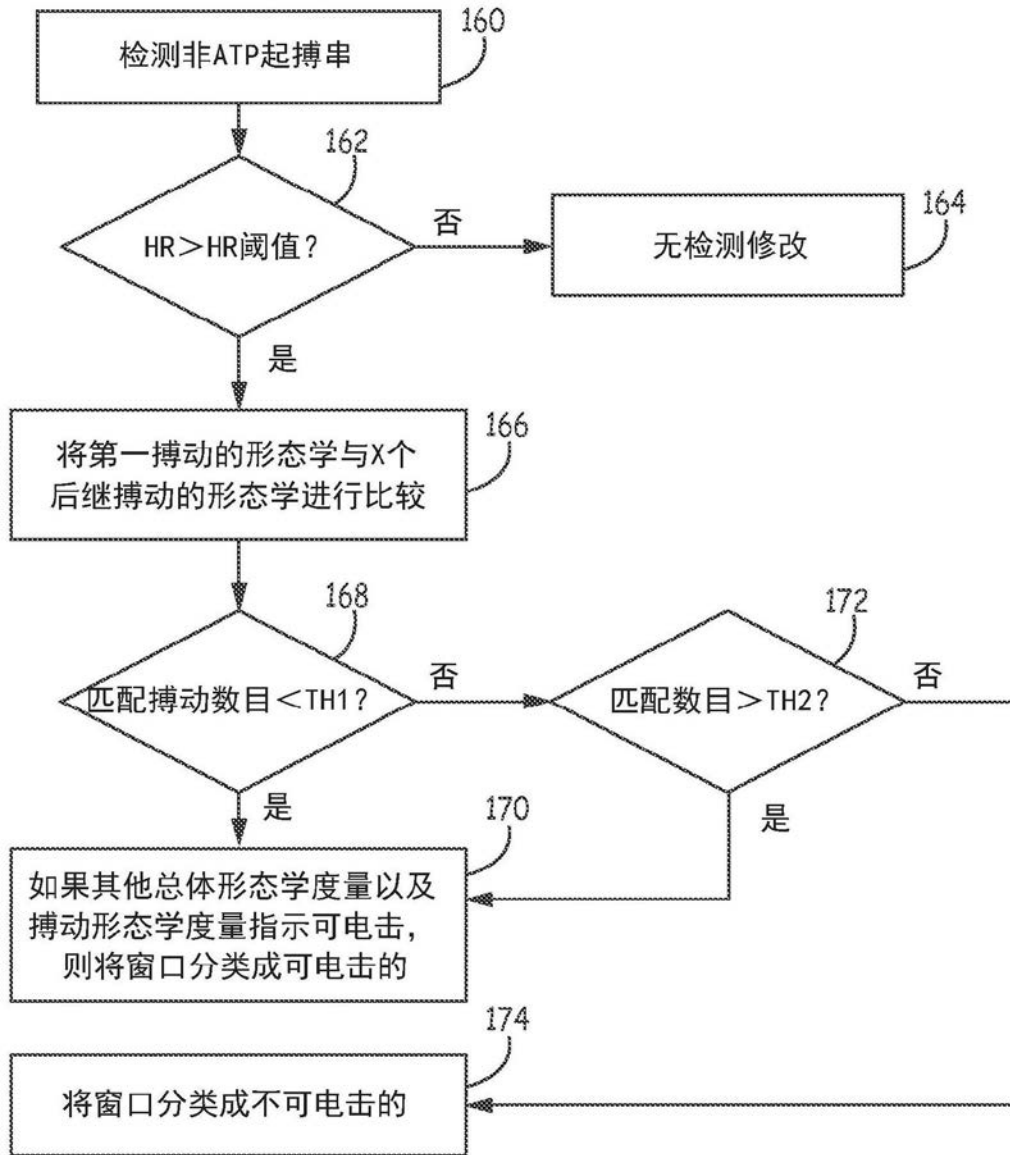 检测非ATP起搏串
160
162
HR＞HR阈值？
否
是
无检测修改
164
将第一搏动的形态学与X个
后继搏动的形态学进行比较
166
168
匹配搏动数目＜TH1？
否
是
172
匹配数目＞TH2？
否
是
170
如果其他总体形态学度量以及
搏动形态学度量指示可电击，
则将窗口分类成可电击的
174
将窗口分类成不可电击的